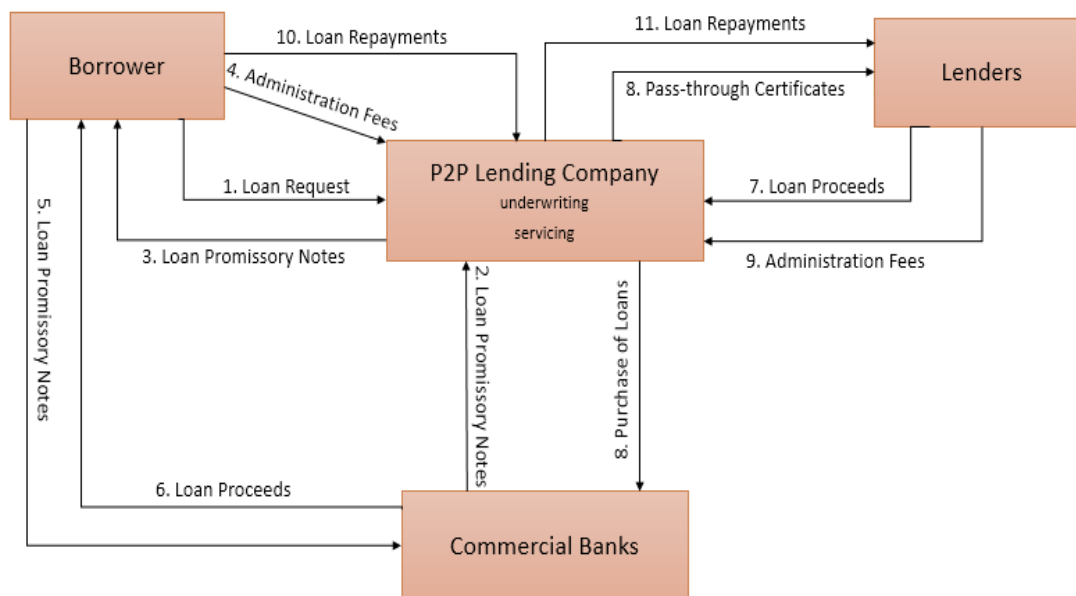 10. Loan Repayments
11. Loan Repayments
Borrower
4. Administration Fees
Lenders
8. Pass-through Certificates
P2P Lending Company
underwriting
servicing
1. Loan Request
7. Loan Proceeds
3. Loan Promissory Notes
9. Administration Fees
5. Loan Promissory Notes
2. Loan Promissory Notes
8. Purchase of Loans
6. Loan Proceeds
Commercial Banks